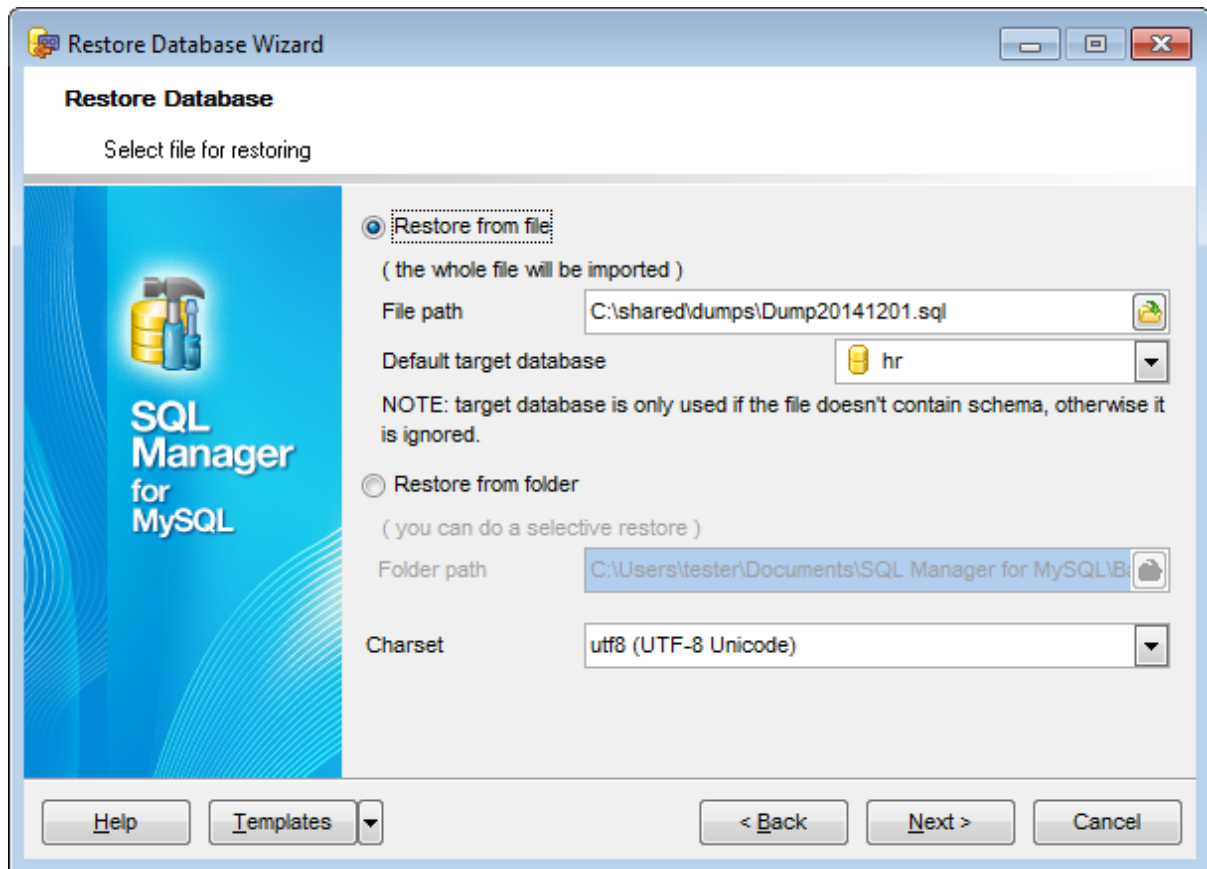 Restore Database Wizard
Restore Database
Select file for restoring
SQL
Manager
for
MySQL
Restore from file
( the whole file will be imported )
File path C:\shared\dumps\Dump20141201.sql
Default target database hr
NOTE: target database is only used if the file doesn't contain schema, otherwise it
is ignored.
Restore from folder
( you can do a selective restore )
Folder path C:\Users\tester\Documents\SQL Manager for MySQL\Ba
Charset utf8 (UTF-8 Unicode)
Help Templates < Back Next > Cancel